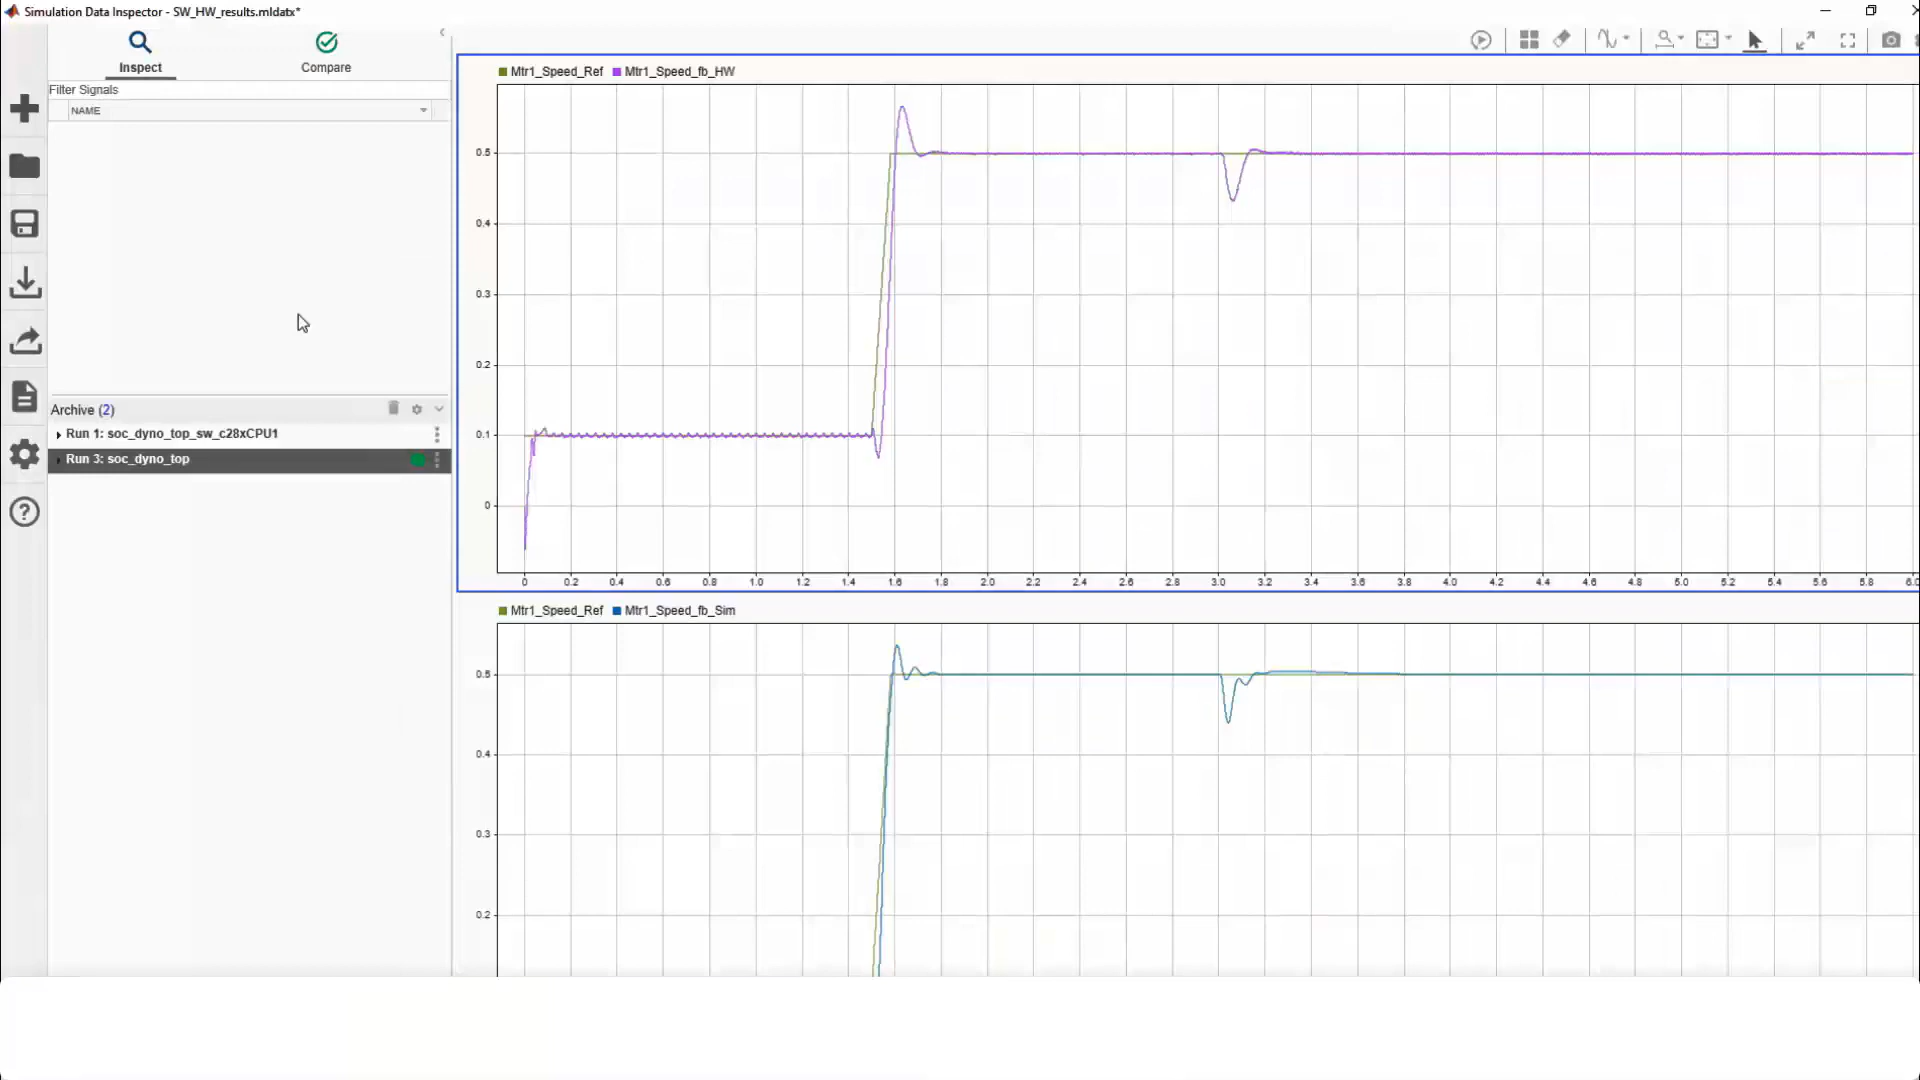 Simulation Data Inspector - SW_HW_results.mldatx*
Inspect
Compare
Filter Signals
NAME
Archive (2)
Run 1: soc_dyno_top_sw_c28xCPU1
Run 3: soc_dyno_top
Mtr1_Speed_Ref Mtr1_Speed_fb_HW
0.5
0.4
0.3
0.2
0.1
0
0 0.2 0.4 0.6 0.8 1.0 1.2 1.4 1.6 1.8 2.0 2.2 2.4 2.6 2.8 3.0 3.2 3.4 3.6 3.8 4.0 4.2 4.4 4.6 4.8 5.0 5.2 5.4 5.6 5.8 6.0
Mtr1_Speed_Ref Mtr1_Speed_fb_Sim
0.5
0.4
0.3
0.2